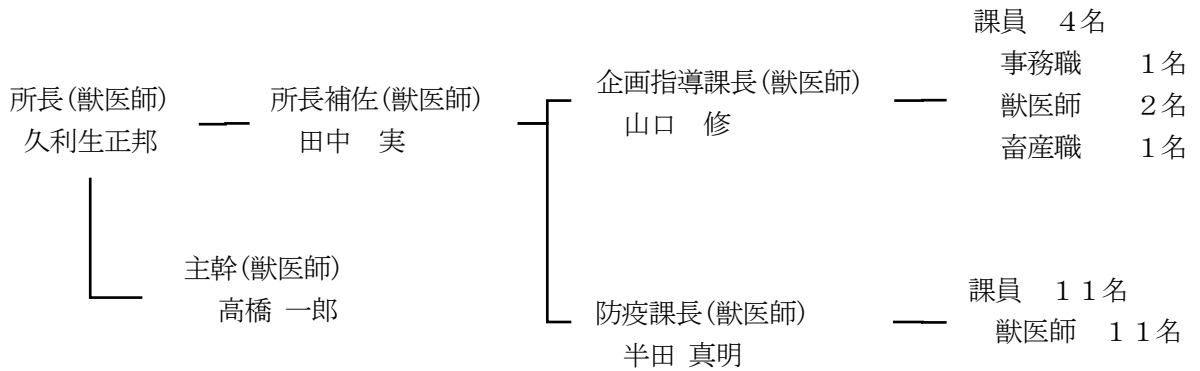 所長(獣医師)
久利生正邦
所長補佐(獣医師)
田中　実
企画指導課長(獣医師)
山口　修
課員　４名
事務職　　１名
獣医師　　２名
畜産職　　１名
主幹(獣医師)
高橋 一郎
防疫課長(獣医師)
半田 真明
課員　１１名
獣医師　１１名